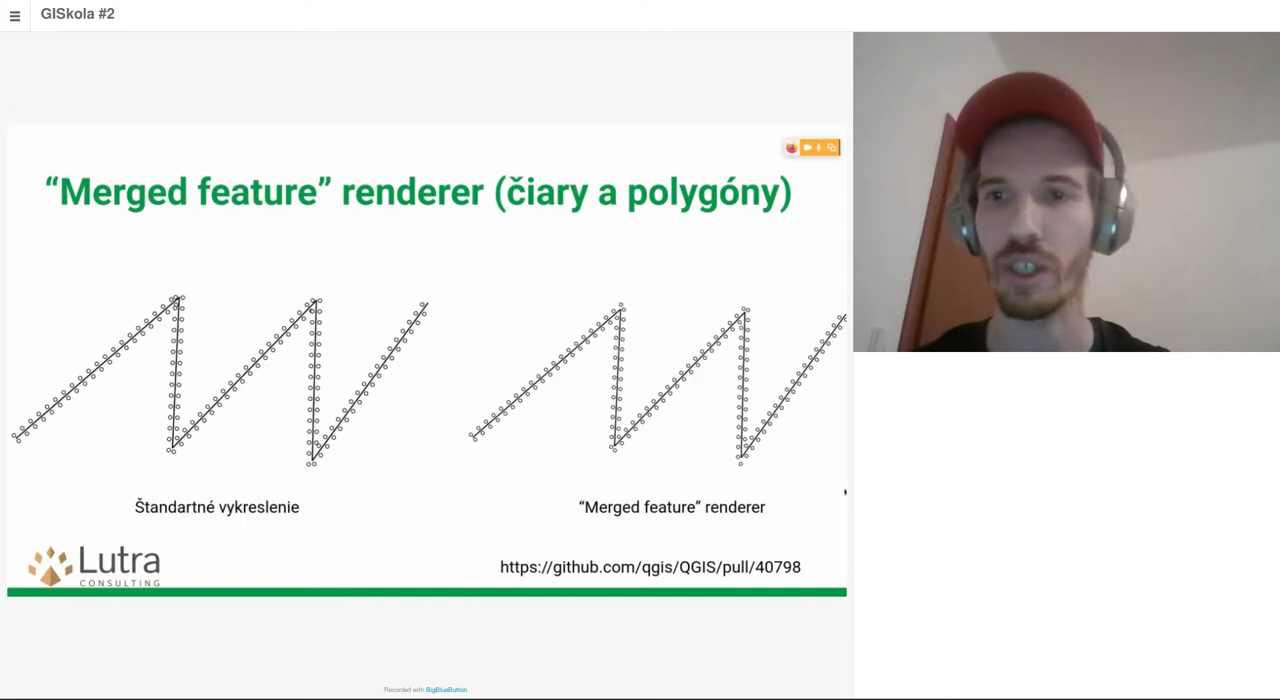 GISkola #2
“Merged feature” renderer (čiary a polygóny)
Štandartné vykreslenie
“Merged feature” renderer
Lutra
CONSULTING
https://github.com/qgis/QGIS/pull/40798
Recorded with BigBlueButton